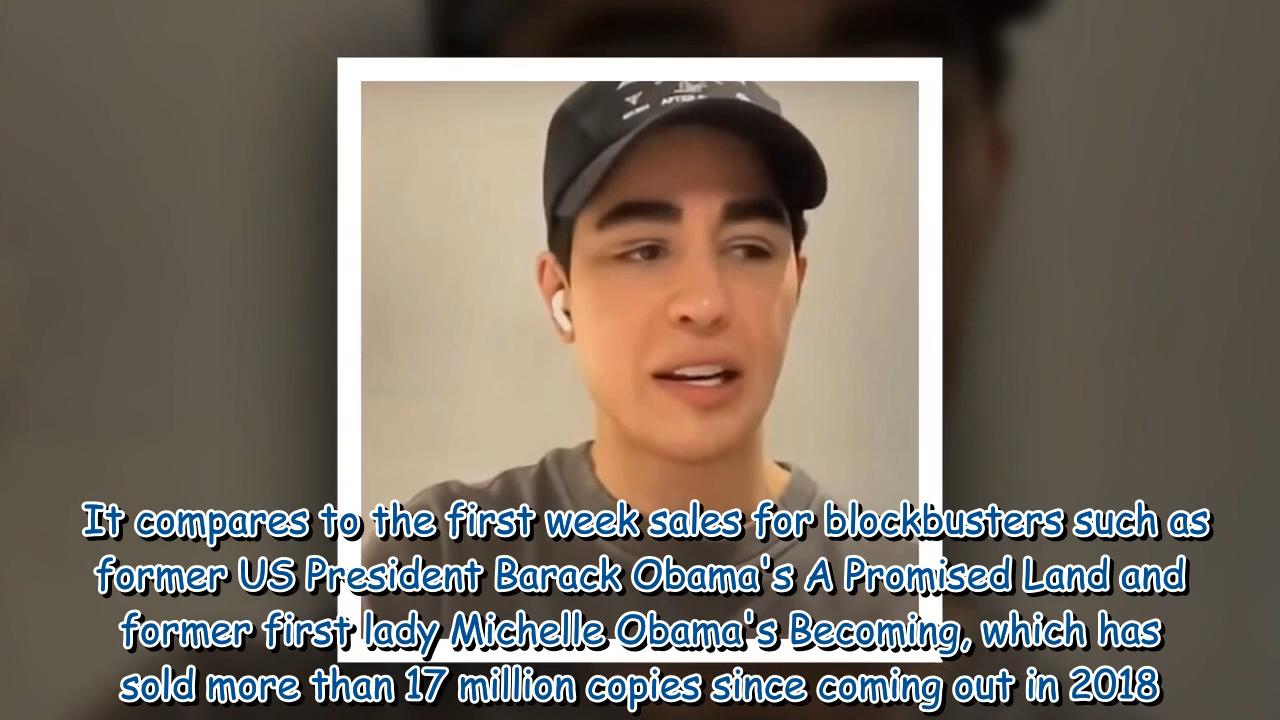 AFTER
It compares to the first week sales for blockbusters such as
former US President Barack Obama's A Promised Land and
former first lady Michelle Obama's Becoming, which has
sold more than 17 million copies since coming out in 2018